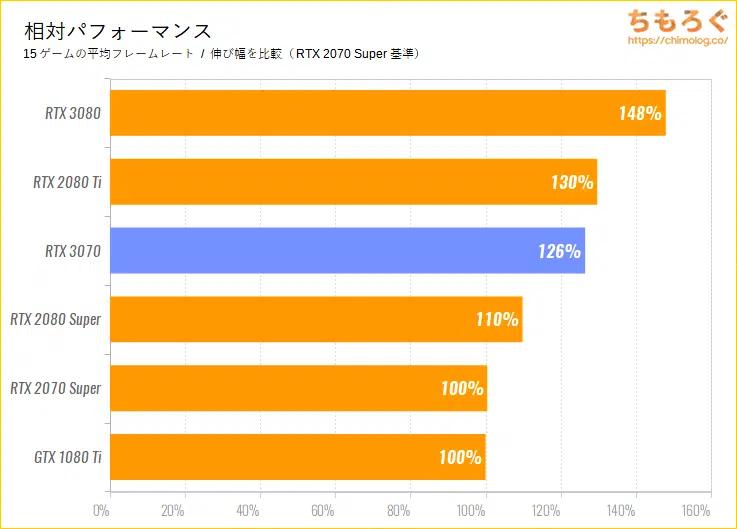 相対パフォーマンス
15 ゲームの平均フレームレート / 伸び幅を比較（RTX 2070 Super 基準）
ちもろぐ
https://chimolog.co/
RTX 3080 148%
RTX 2080 Ti 130%
RTX 3070 126%
RTX 2080 Super 110%
RTX 2070 Super 100%
GTX 1080 Ti 100%
0% 20% 40% 60% 80% 100% 120% 140% 160%